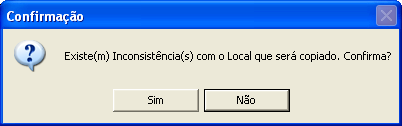 Confirmação
Existe(m) Inconsistência(s) com o Local que será copiado. Confirma?
Sim
Não